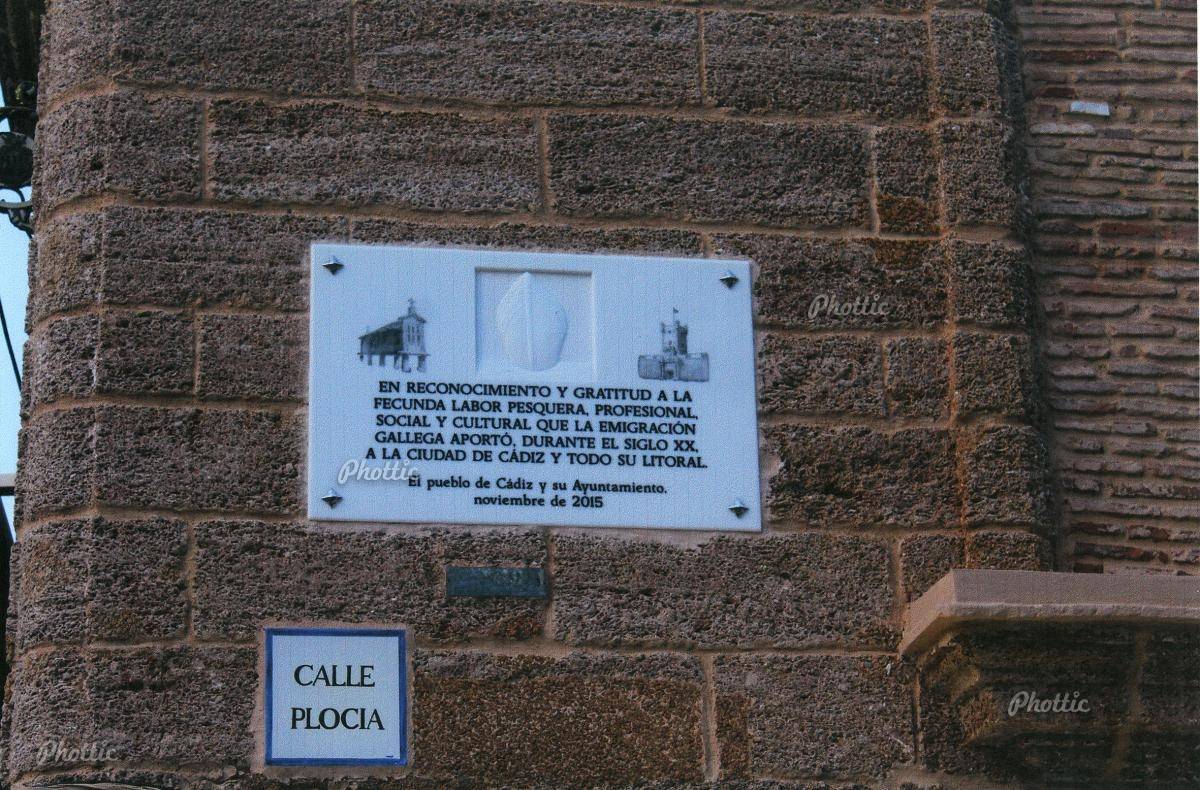 Phottic
EN RECONOCIMIENTO Y GRATITUD A LA
FECUNDA LABOR PESQUERA, PROFESIONAL,
SOCIAL Y CULTURAL QUE LA EMIGRACIÓN
GALLEGA APORTÓ, DURANTE EL SIGLO XX,
A LA CIUDAD DE CÁDIZ Y TODO SU LITORAL.
Phottic
El pueblo de Cádiz y su Ayuntamiento.
noviembre de 2015
CALLE
PLOCIA
Phottic
Phottic